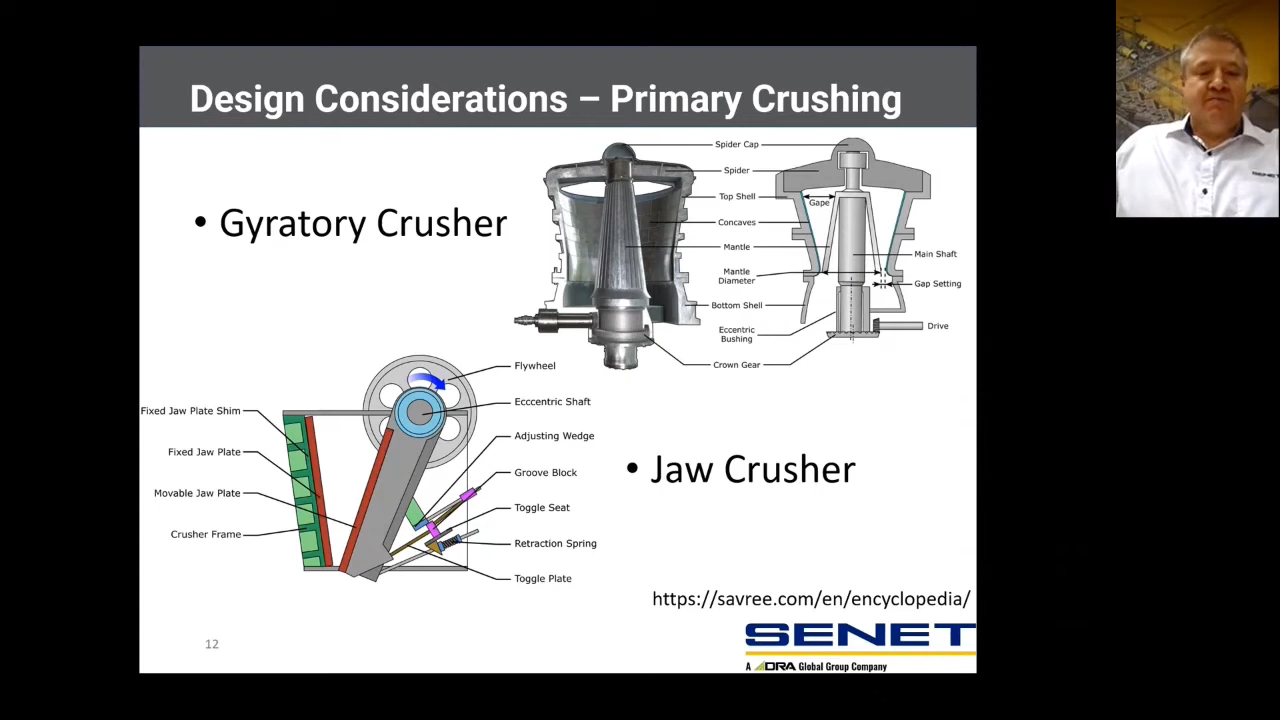 Design Considerations – Primary Crushing
• Gyratory Crusher
Spider Cap
Spider
Top Shell
Gape
Concaves
Mantle
Main Shaft
Mantle
Diameter
Gap Setting
Bottom Shell
Eccentric
Bushing
Drive
Crown Gear
Flywheel
Fixed Jaw Plate Shim
Ecccentric Shaft
Adjusting Wedge
Fixed Jaw Plate
• Jaw Crusher
Groove Block
Movable Jaw Plate
Toggle Seat
Crusher Frame
Retraction Spring
Toggle Plate
https://savree.com/en/encyclopedia/
12
SENET
A DRA Global Group Company